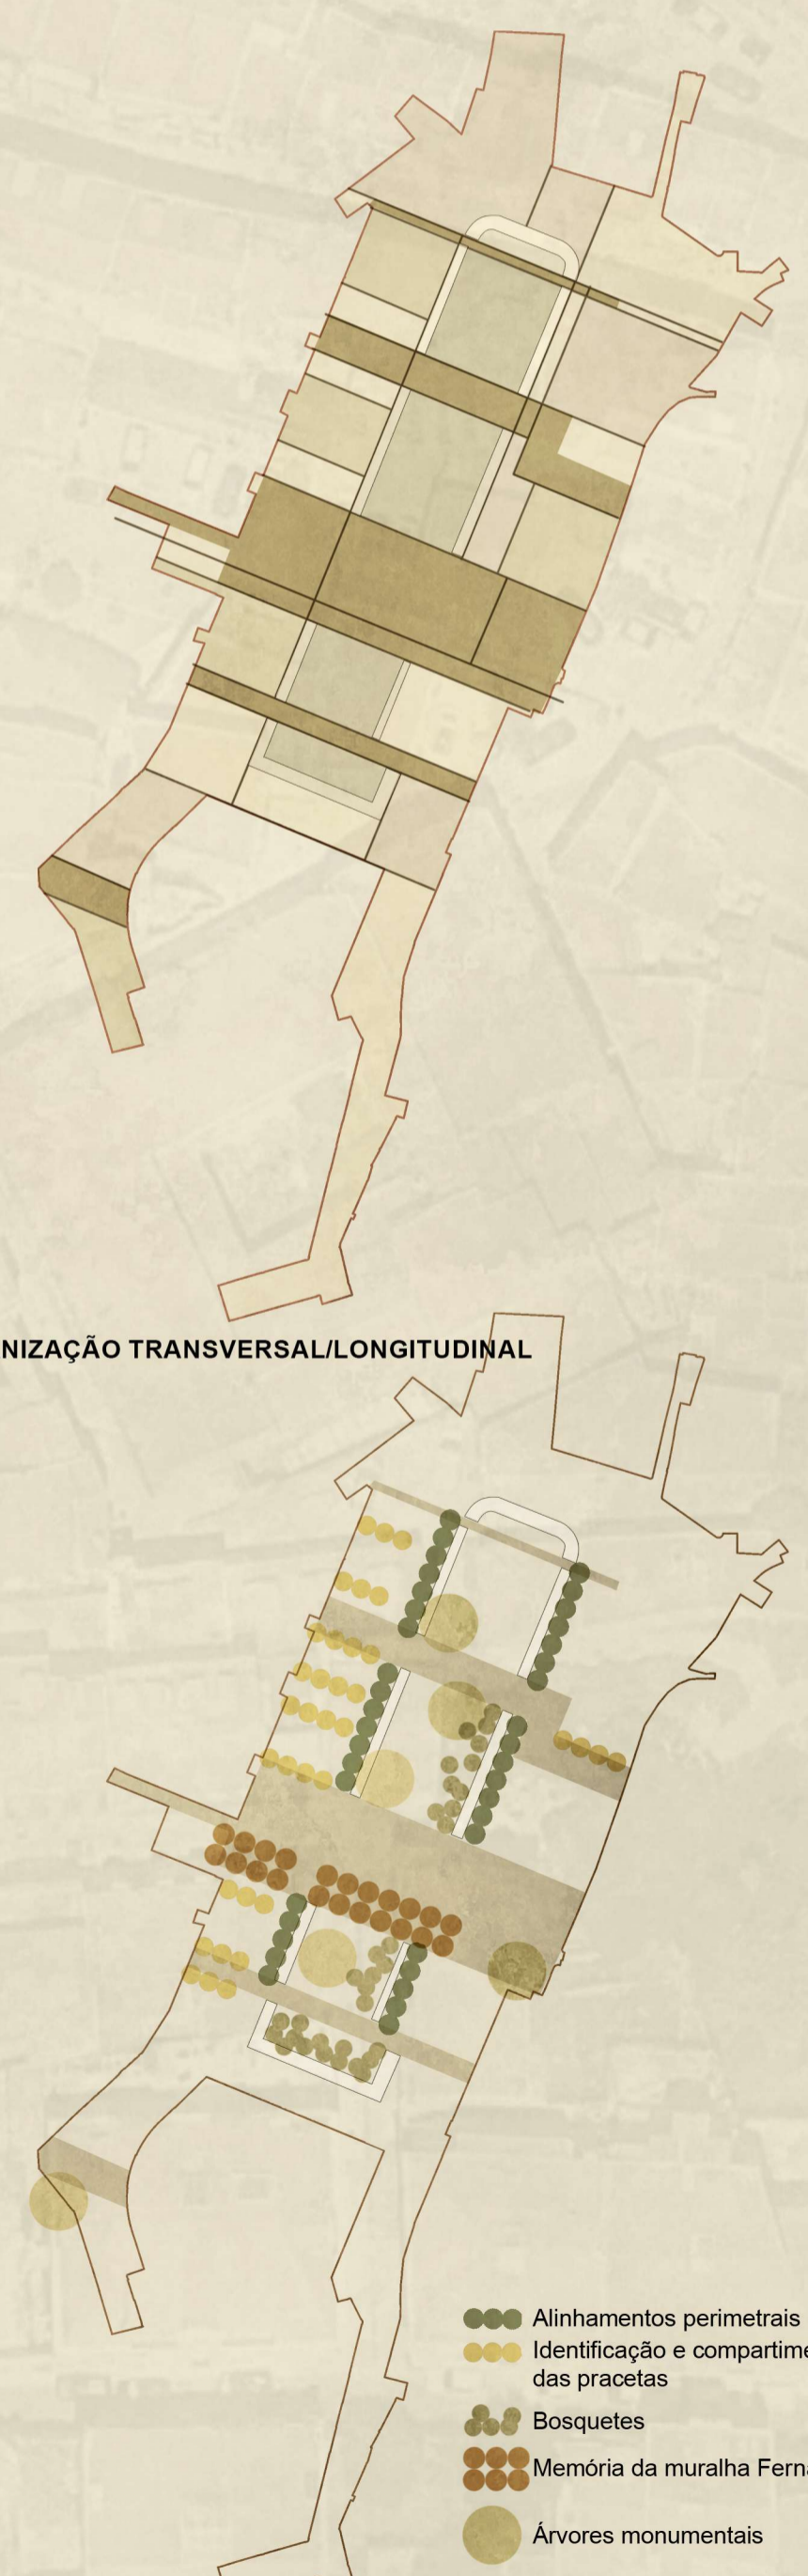 NIZAÇÃO TRANSVERSAL/LONGITUDINAL
Alinhamentos perimetrais
Identificação e compartime
das pracetas
Bosquetes
Memória da muralha Ferna
Árvores monumentais